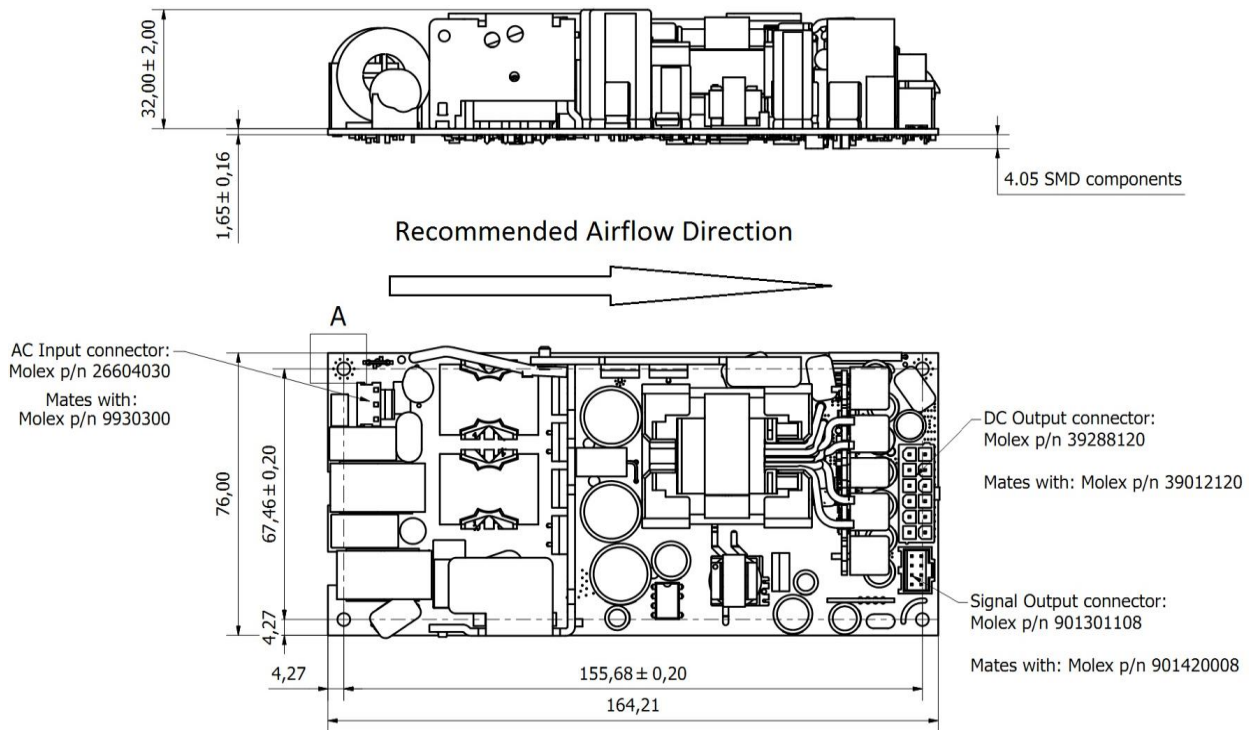 32,00 ± 2,00
1,65 ± 0,16
4.05 SMD components
Recommended Airflow Direction
A
AC Input connector:
Molex p/n 26604030
Mates with:
Molex p/n 9930300
76,00
67,46 ± 0,20
4,27
4,27
155,68 ± 0,20
164,21
DC Output connector:
Molex p/n 39288120
Mates with: Molex p/n 39012120
Signal Output connector:
Molex p/n 901301108
Mates with: Molex p/n 901420008